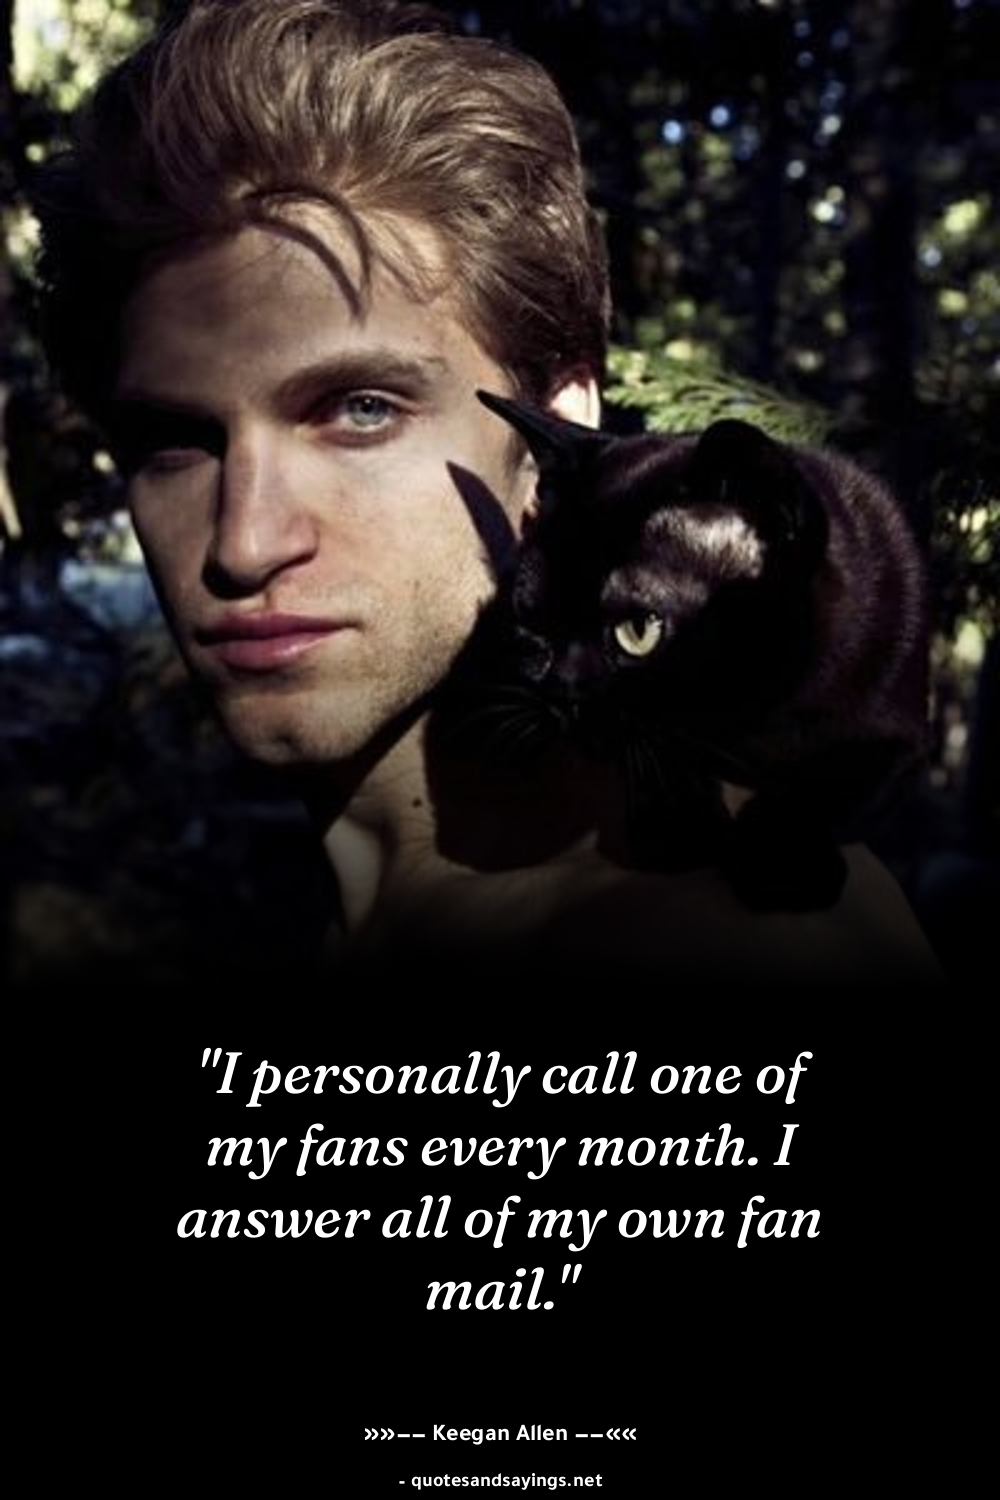 "I personally call one of
my fans every month. I
answer all of my own fan
mail."
»»–– Keegan Allen ––««
- quotesandsayings.net